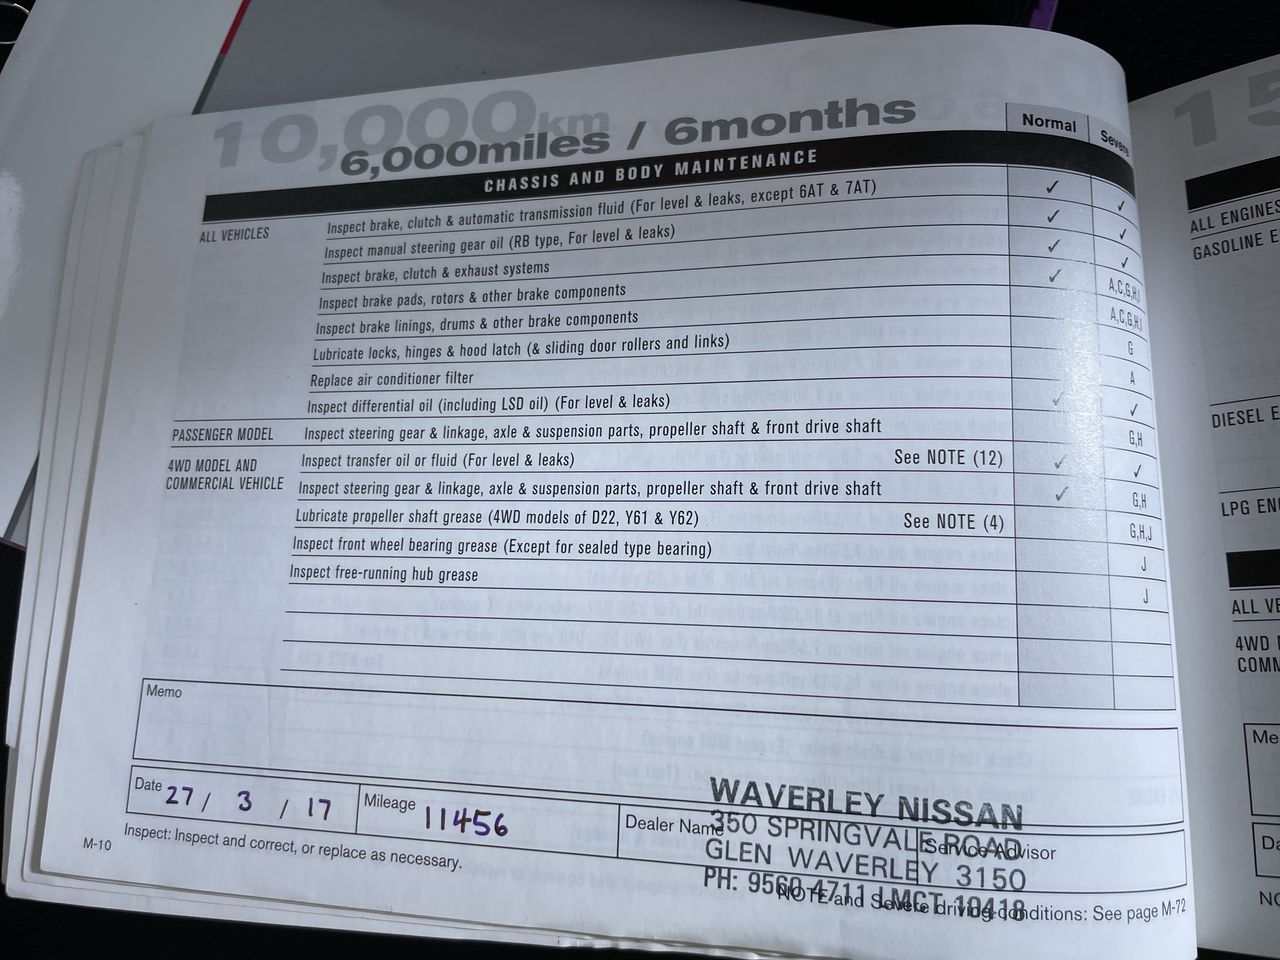 10,000km
6,000miles / 6months
Normal Severe
CHASSIS AND BODY MAINTENANCE
ALL VEHICLES
Inspect brake, clutch & automatic transmission fluid (For level & leaks, except 6AT & 7AT) ✓ ✓
Inspect manual steering gear oil (RB type, For level & leaks) ✓ ✓
Inspect brake, clutch & exhaust systems ✓ ✓
Inspect brake pads, rotors & other brake components ✓ A,C,G,H,I
Inspect brake linings, drums & other brake components A,C,G,H,I
Lubricate locks, hinges & hood latch (& sliding door rollers and links) G
Replace air conditioner filter A
Inspect differential oil (including LSD oil) (For level & leaks) ✓ ✓
PASSENGER MODEL Inspect steering gear & linkage, axle & suspension parts, propeller shaft & front drive shaft G,H
4WD MODEL AND
COMMERCIAL VEHICLE
Inspect transfer oil or fluid (For level & leaks) See NOTE (12) ✓ ✓
Inspect steering gear & linkage, axle & suspension parts, propeller shaft & front drive shaft ✓ G,H
Lubricate propeller shaft grease (4WD models of D22, Y61 & Y62) See NOTE (4) G,H,J
Inspect front wheel bearing grease (Except for sealed type bearing) J
Inspect free-running hub grease J
Memo
Date 27 / 3 / 17 Mileage 11456 Dealer Name Service Advisor
WAVERLEY NISSAN
350 SPRINGVALE ROAD
GLEN WAVERLEY 3150
PH: 9560 4711 LMCT 10418
M-10 Inspect: Inspect and correct, or replace as necessary.
NOTE and Severe driving conditions: See page M-72
15
ALL ENGINES
GASOLINE E
DIESEL E
LPG EN
ALL VE
4WD
COMM
Me
Da
NO